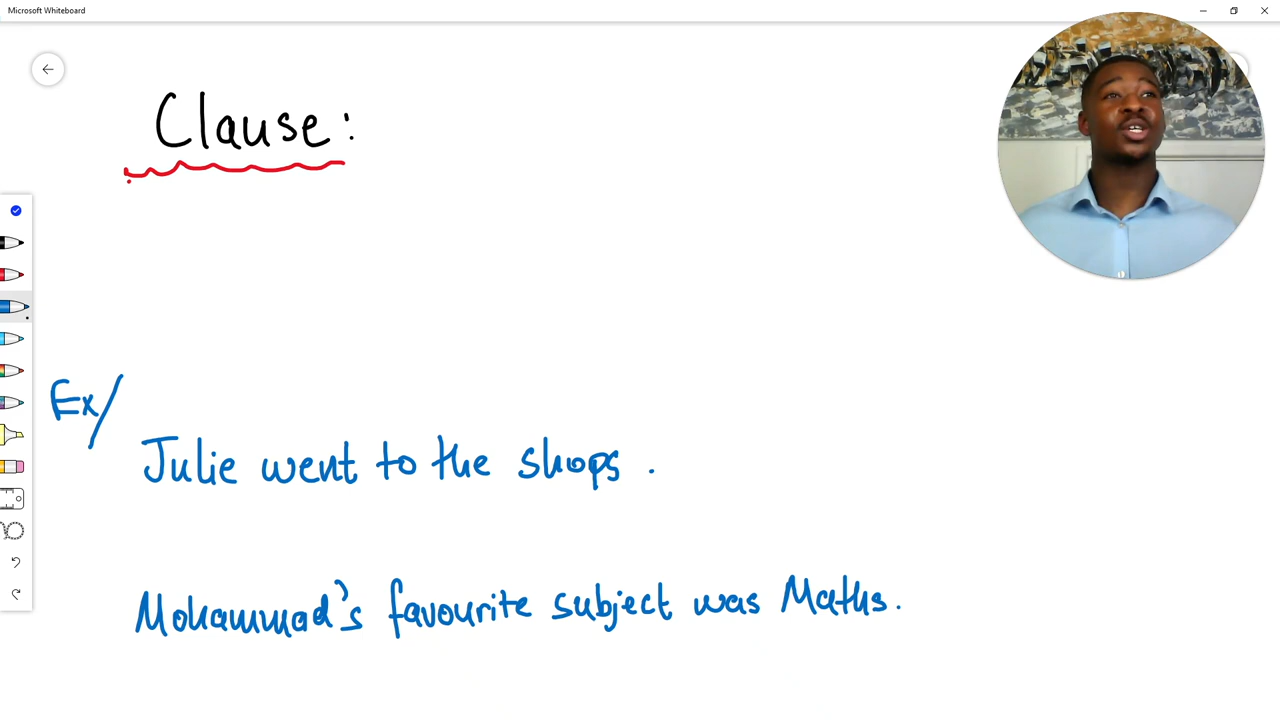 Microsoft Whiteboard
Clause:
Ex/
Julie went to the shops.
Mohammad's favourite subject was Maths.